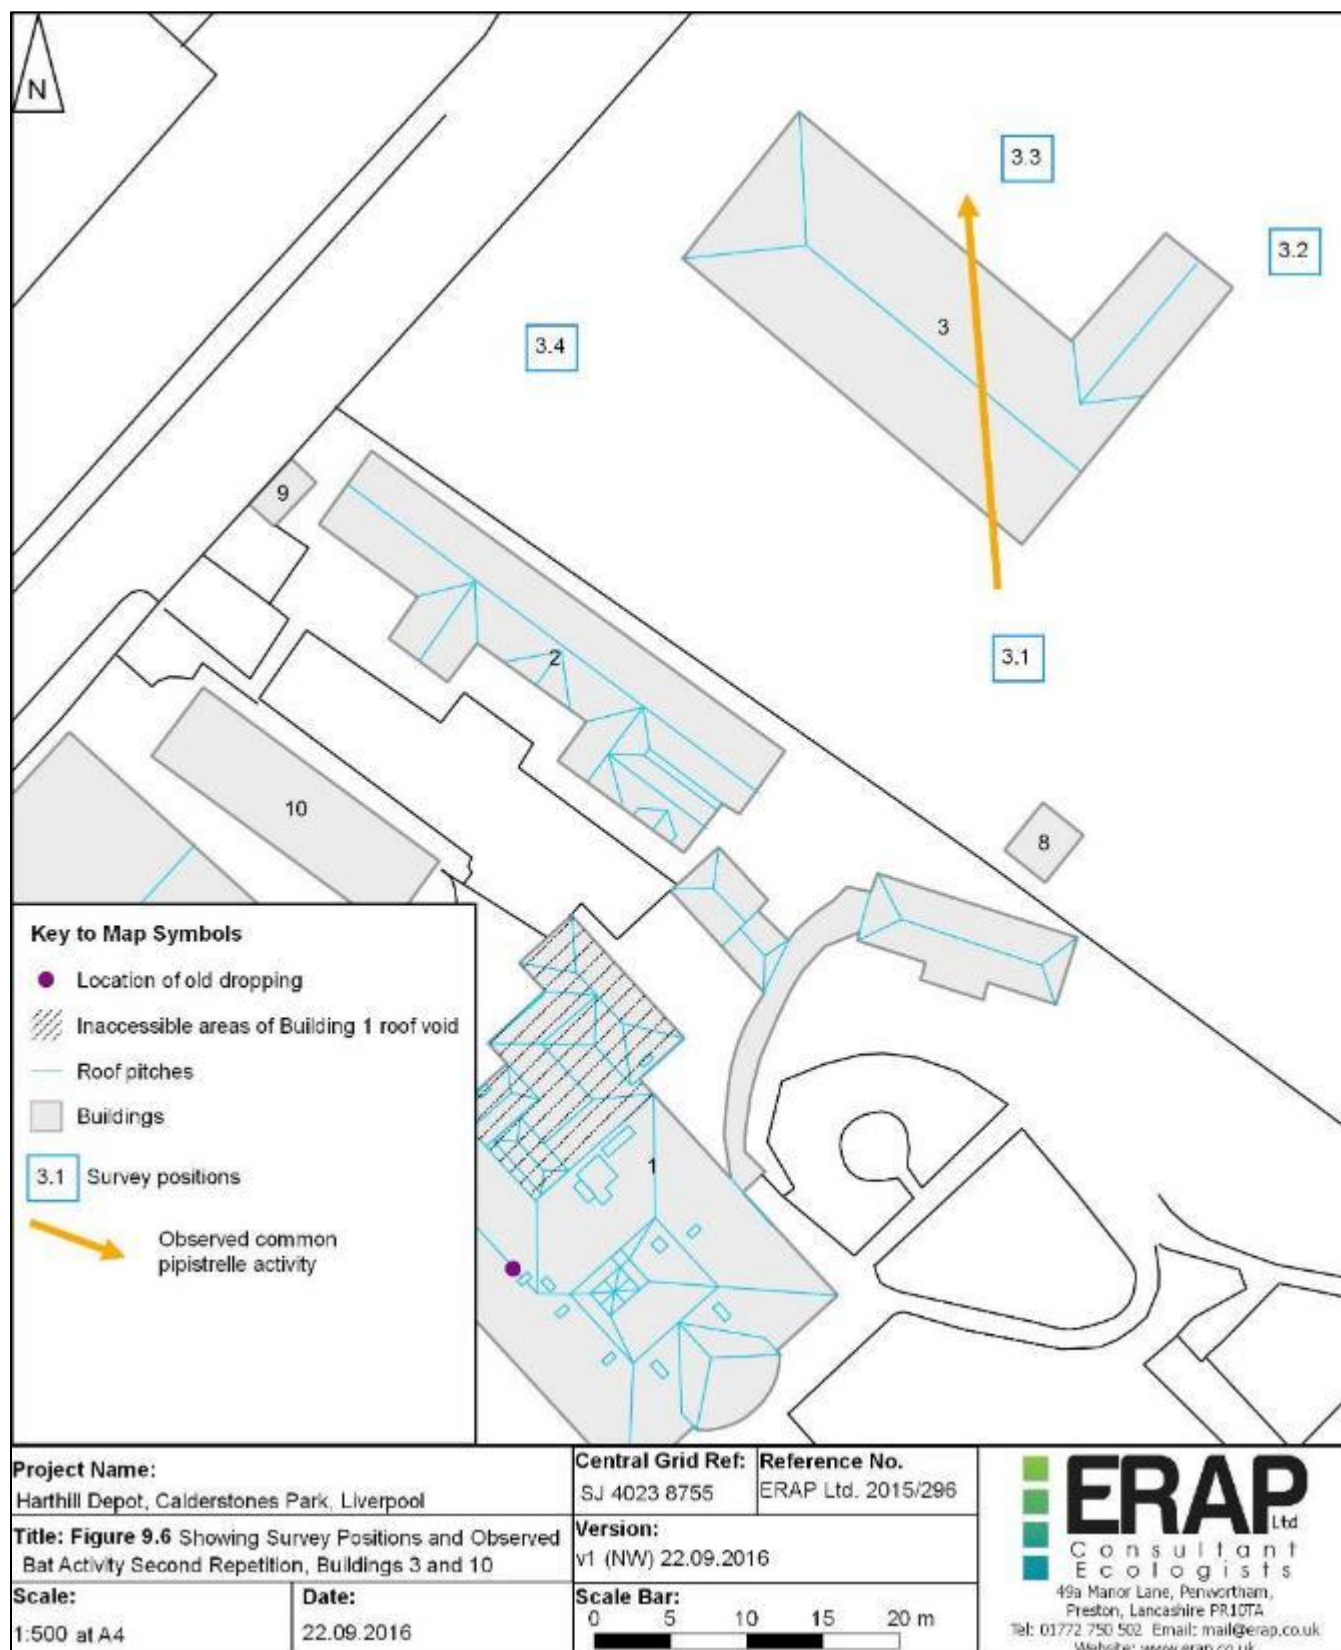 N
3.3
3.2
3
3.4
9
3.1
2
10
8
1
Key to Map Symbols
Location of old dropping
Inaccessible areas of Building 1 roof void
Roof pitches
Buildings
3.1 Survey positions
Observed common
pipistrelle activity
Project Name:
Harthill Depot, Calderstones Park, Liverpool
Title: Figure 9.6 Showing Survey Positions and Observed
Bat Activity Second Repetition, Buildings 3 and 10
Scale:
1:500 at A4
Date:
22.09.2016
Central Grid Ref:
SJ 4023 8755
Reference No.
ERAP Ltd. 2015/296
Version:
v1 (NW) 22.09.2016
Scale Bar:
0 5 10 15 20 m
ERAP
Ltd
Consultant
Ecologists
49a Manor Lane, Penwortham,
Preston, Lancashire PR10TA
Tel: 01772 750 502 Email: mail@erap.co.uk
Website: www.erap.co.uk